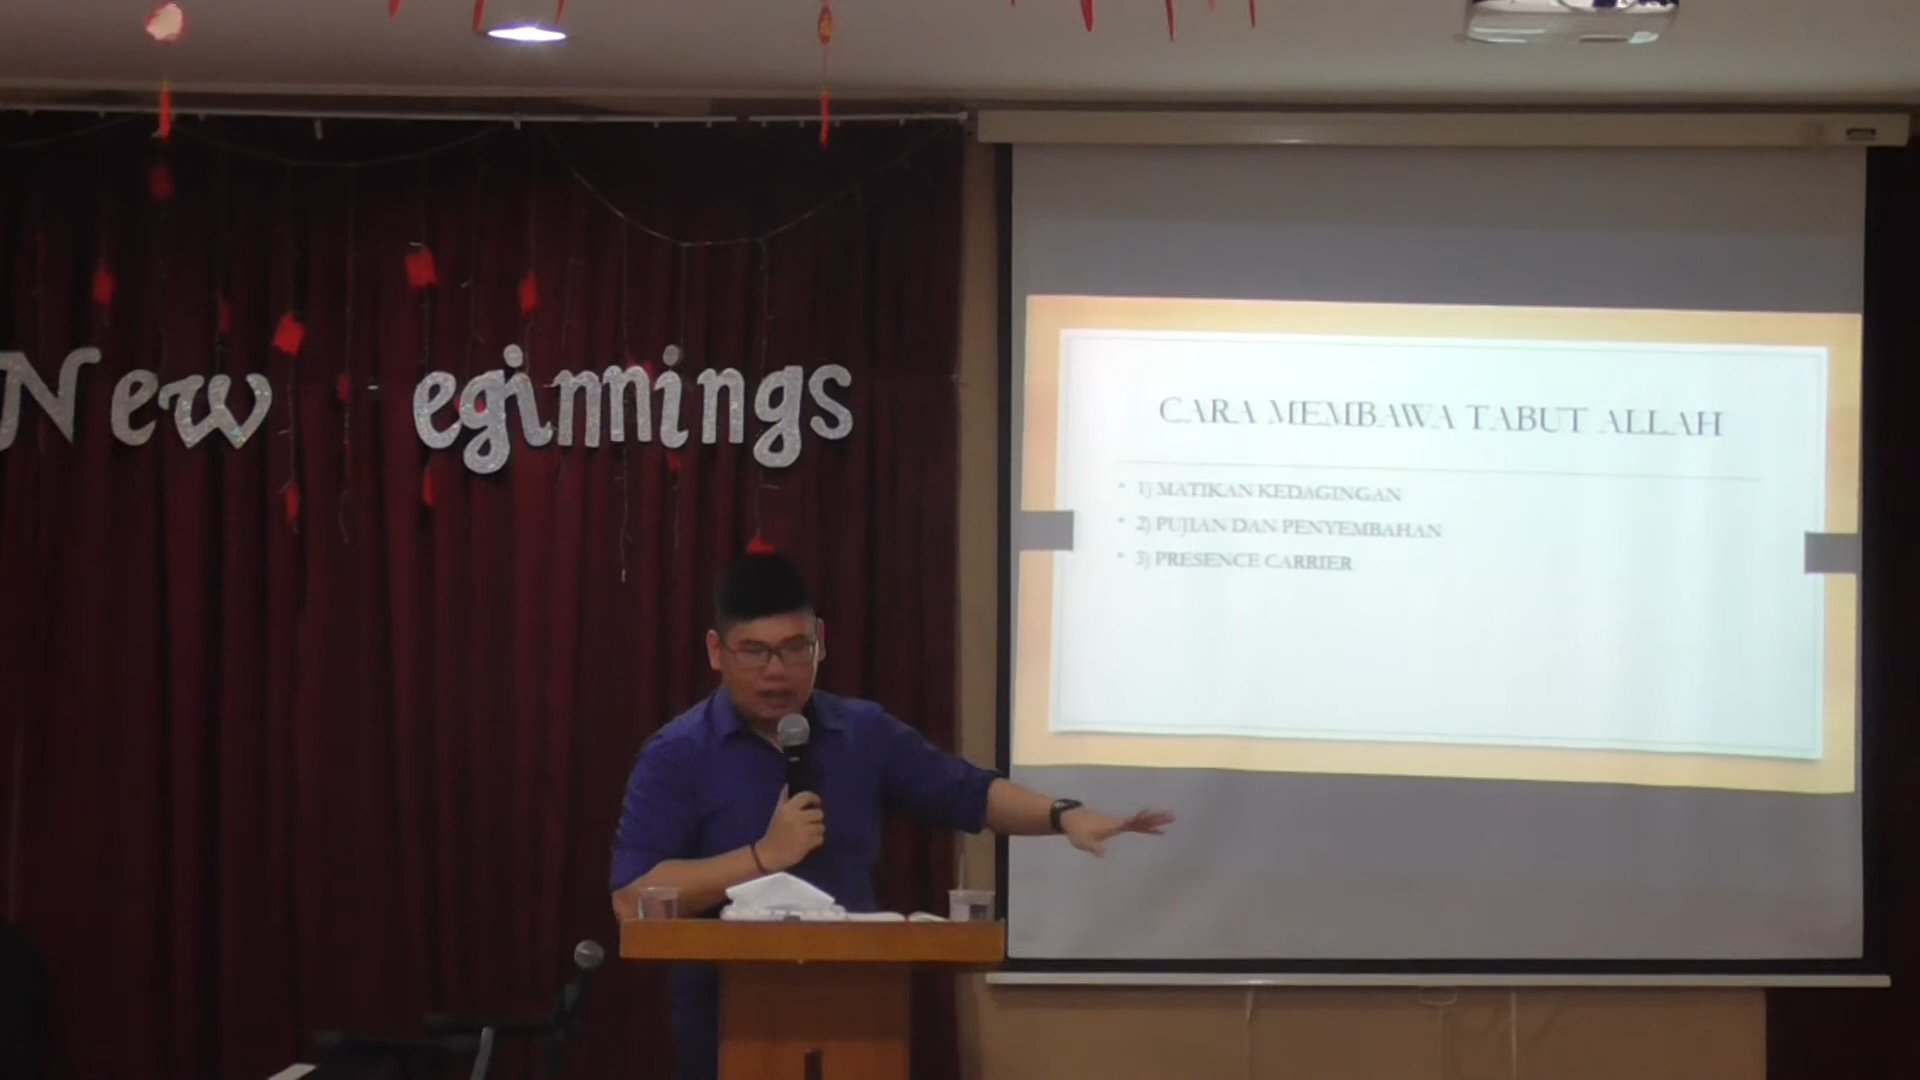 New eginnings
CARA MEMBAWA TABUT ALLAH
• 1) MATIKAN KEDAGINGAN
• 2) PUJIAN DAN PENYEMBAHAN
• 3) PRESENCE CARRIER